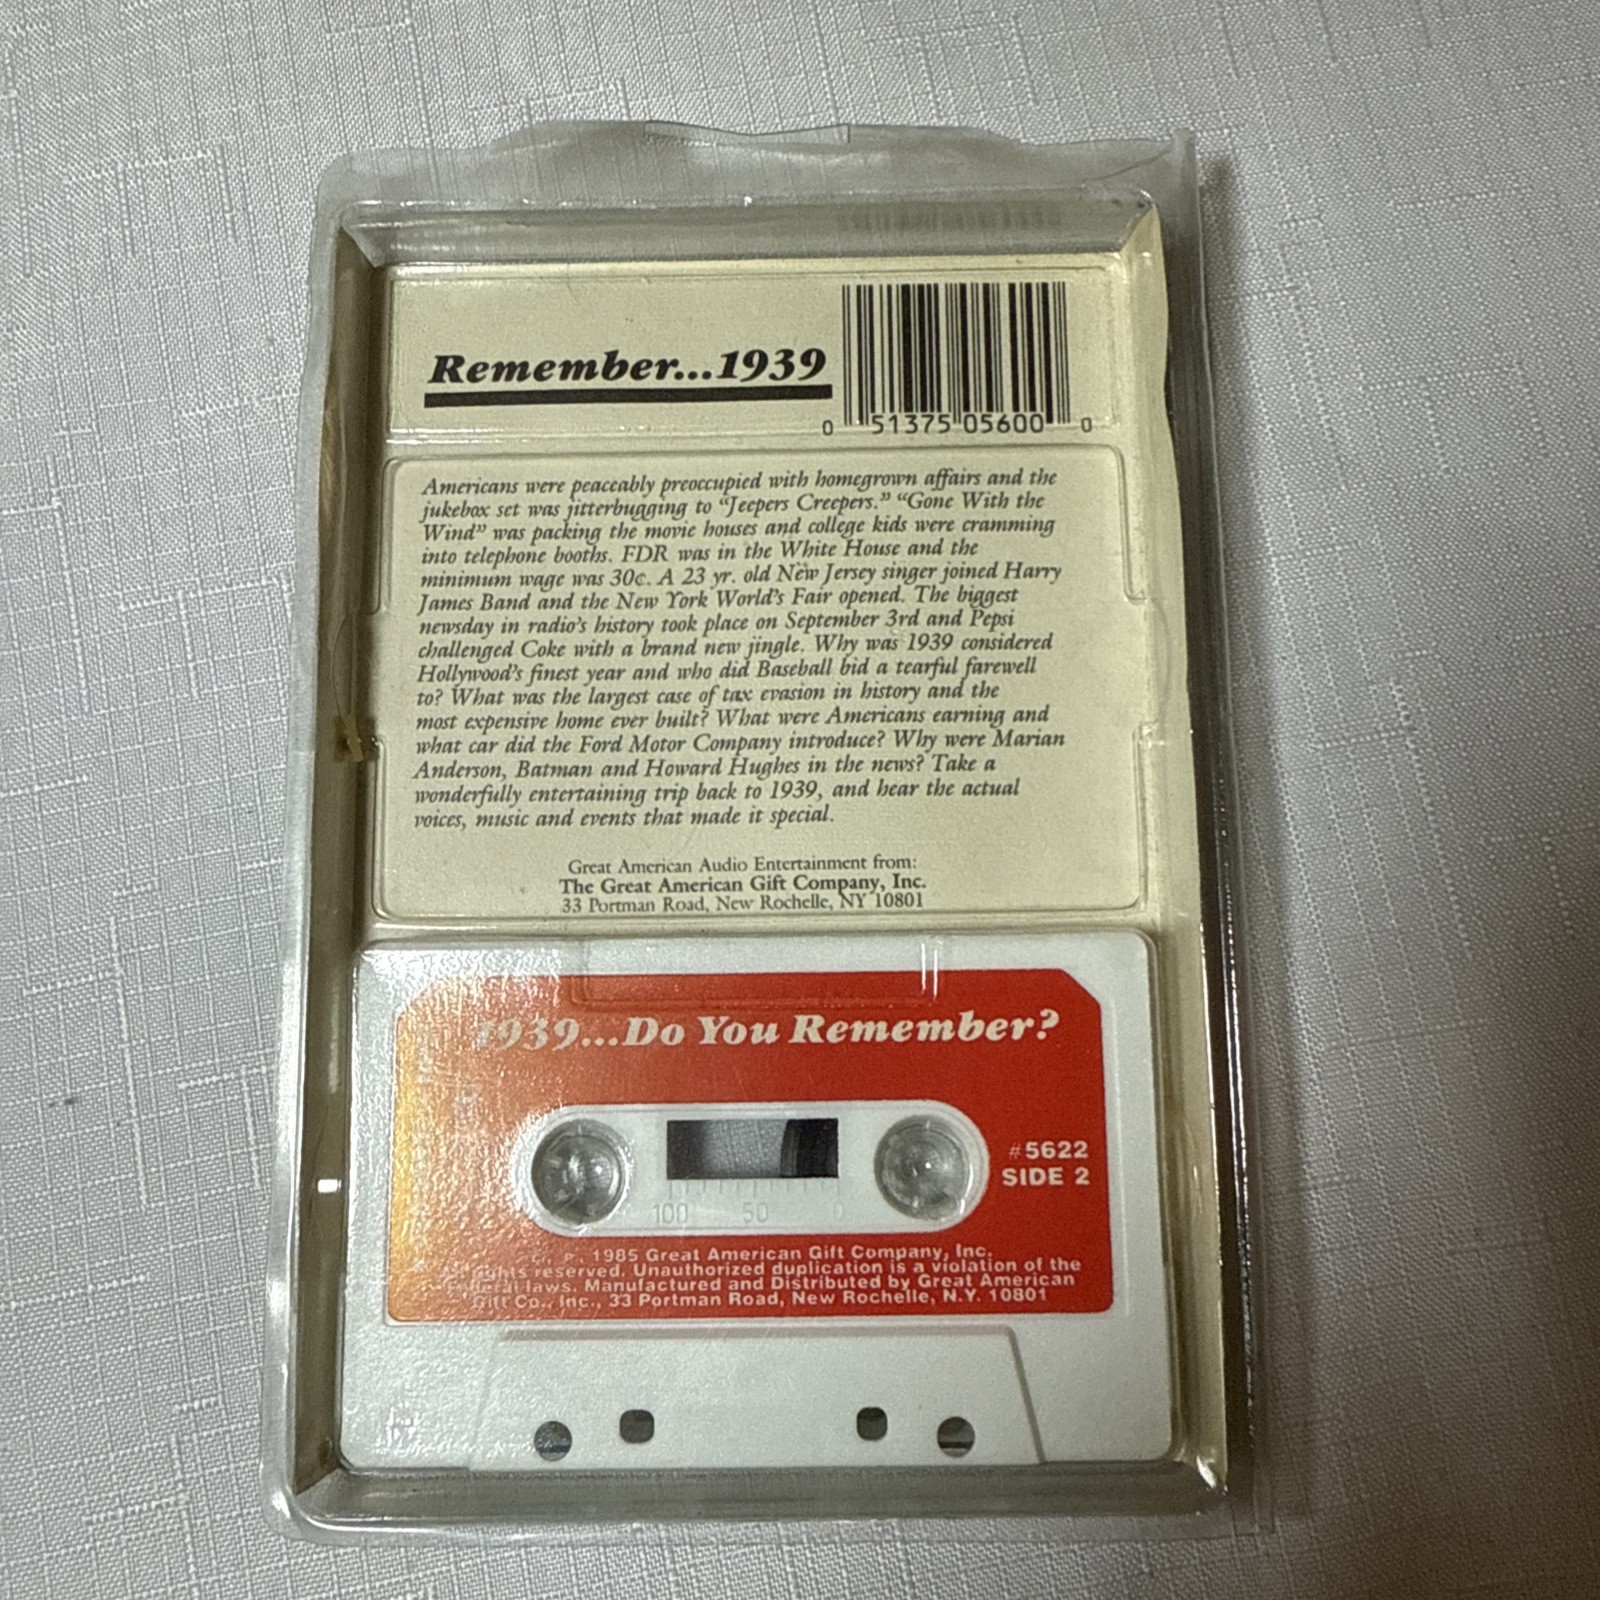 Remember...1939
0 51375 05600 0
Americans were peaceably preoccupied with homegrown affairs and the
jukebox set was jitterbugging to “Jeepers Creepers.” “Gone With the
Wind” was packing the movie houses and college kids were cramming
into telephone booths. FDR was in the White House and the
minimum wage was 30¢. A 23 yr. old New Jersey singer joined Harry
James Band and the New York World's Fair opened. The biggest
newsday in radio's history took place on September 3rd and Pepsi
challenged Coke with a brand new jingle. Why was 1939 considered
Hollywood's finest year and who did Baseball bid a tearful farewell
to? What was the largest case of tax evasion in history and the
most expensive home ever built? What were Americans earning and
what car did the Ford Motor Company introduce? Why were Marian
Anderson, Batman and Howard Hughes in the news? Take a
wonderfully entertaining trip back to 1939, and hear the actual
voices, music and events that made it special.
Great American Audio Entertainment from:
The Great American Gift Company, Inc.
33 Portman Road, New Rochelle, NY 10801
1939...Do You Remember?
#5622
SIDE 2
100 50 0
P. 1985 Great American Gift Company, Inc.
All rights reserved. Unauthorized duplication is a violation of the
Federal laws. Manufactured and Distributed by Great American
Gift Co., Inc., 33 Portman Road, New Rochelle, N.Y. 10801